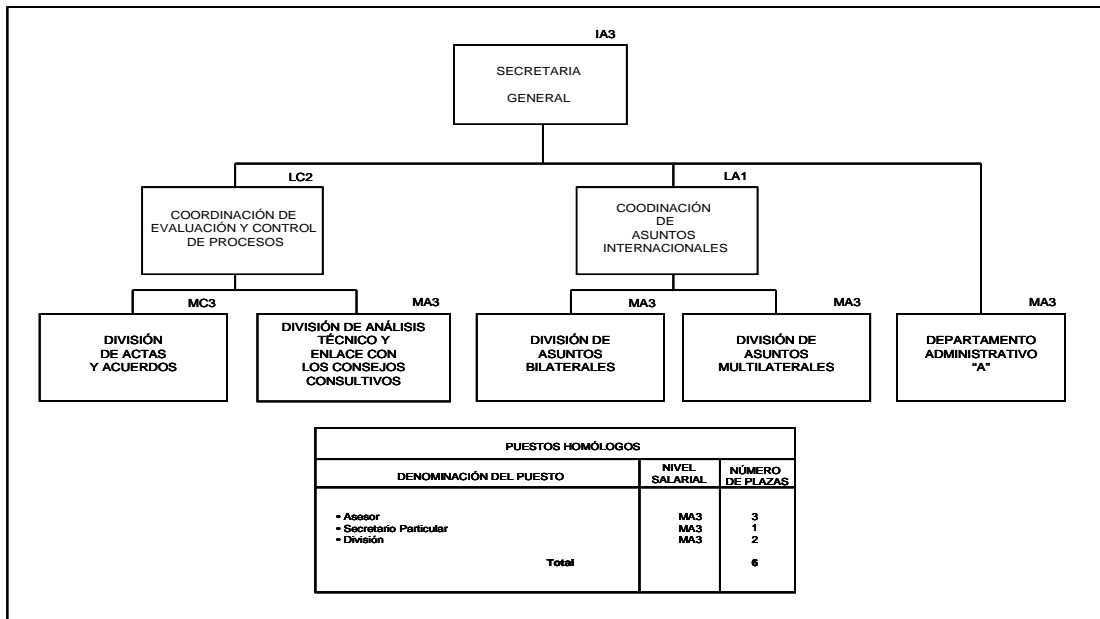 IA3
SECRETARIA
GENERAL
LC2
COORDINACIÓN DE
EVALUACIÓN Y CONTROL
DE PROCESOS
LA1
COODINACIÓN
DE
ASUNTOS
INTERNACIONALES
MC3
DIVISIÓN
DE ACTAS
Y ACUERDOS
MA3
DIVISIÓN DE ANÁLISIS
TÉCNICO Y
ENLACE CON
LOS CONSEJOS
CONSULTIVOS
MA3
DIVISIÓN DE
ASUNTOS
BILATERALES
MA3
DIVISIÓN DE
ASUNTOS
MULTILATERALES
MA3
DEPARTAMENTO
ADMINISTRATIVO
"A"
PUESTOS HOMÓLOGOS
DENOMINACIÓN DEL PUESTO
NIVEL
SALARIAL
NÚMERO
DE PLAZAS
• Asesor MA3 3
• Secretario Particular MA3 1
• División MA3 2
Total 6